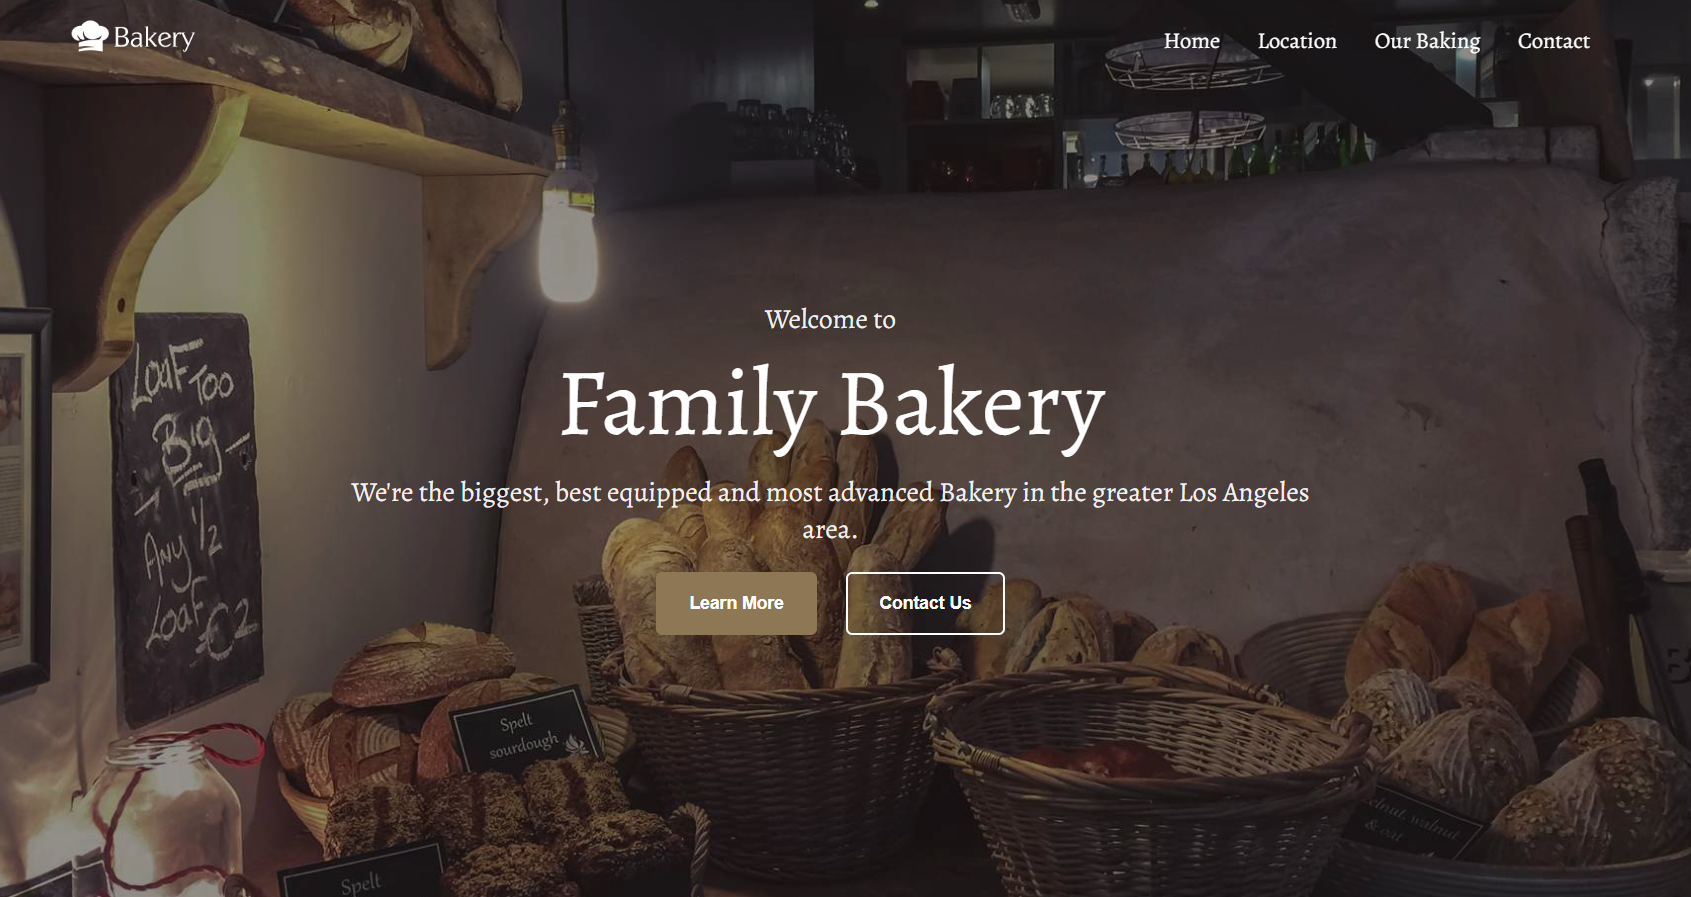 Bakery
Home Location Our Baking Contact
Welcome to
Family Bakery
We're the biggest, best equipped and most advanced Bakery in the greater Los Angeles
area.
Learn More Contact Us
Loaf Too
Big
Any 1/2
Loaf
€2
Spelt
sourdough
walnut
& oat
Spelt